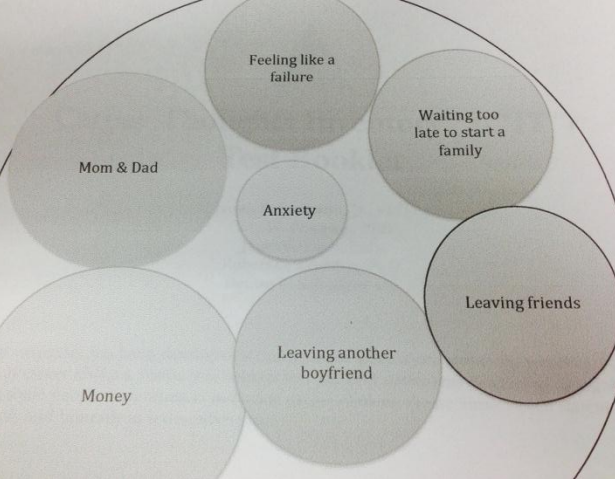 Feeling like a
failure
Waiting too
late to start a
family
Mom & Dad
Anxiety
Leaving friends
Leaving another
boyfriend
Money